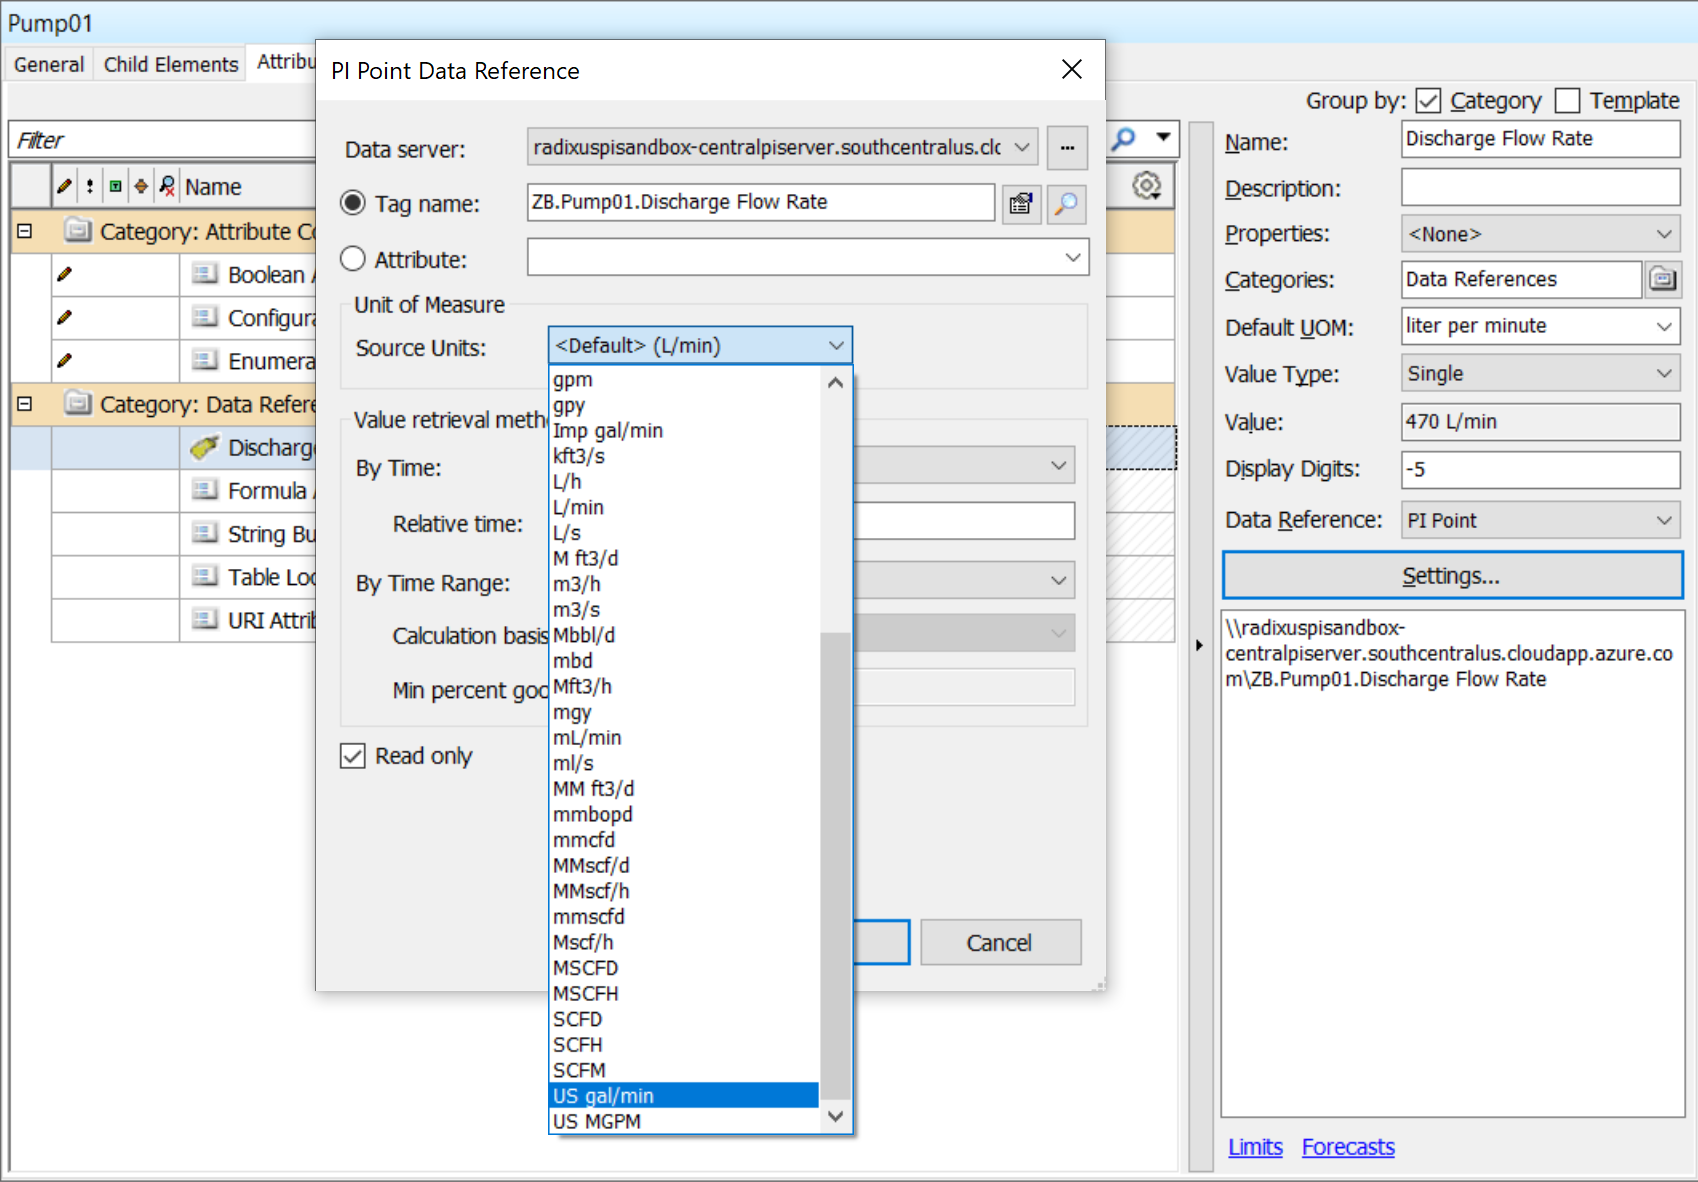 Pump01
General
Child Elements
Attribu
Group by:
Category
Template
Filter
Name
Category: Attribute Co
Boolean A
Configura
Enumera
Category: Data Refere
Discharg
Formula A
String Bu
Table Loo
URI Attrib
PI Point Data Reference
Data server:
radixuspisandbox-centralpiserver.southcentralus.clc
...
Tag name:
ZB.Pump01.Discharge Flow Rate
Attribute:
Unit of Measure
Source Units:
<Default> (L/min)
gpm
gpy
Imp gal/min
kft3/s
L/h
L/min
L/s
M ft3/d
m3/h
m3/s
Mbbl/d
mbd
Mft3/h
mgy
mL/min
ml/s
MM ft3/d
mmbopd
mmcfd
MMscf/d
MMscf/h
mmscfd
Mscf/h
MSCFD
MSCFH
SCFD
SCFH
SCFM
US gal/min
US MGPM
Value retrieval metho
By Time:
Relative time:
By Time Range:
Calculation basis
Min percent goo
Read only
Cancel
Name:
Discharge Flow Rate
Description:
Properties:
<None>
Categories:
Data References
Default UOM:
liter per minute
Value Type:
Single
Value:
470 L/min
Display Digits:
-5
Data Reference:
PI Point
Settings...
\\radixuspisandbox-
centralpiserver.southcentralus.cloudapp.azure.co
m\ZB.Pump01.Discharge Flow Rate
Limits
Forecasts